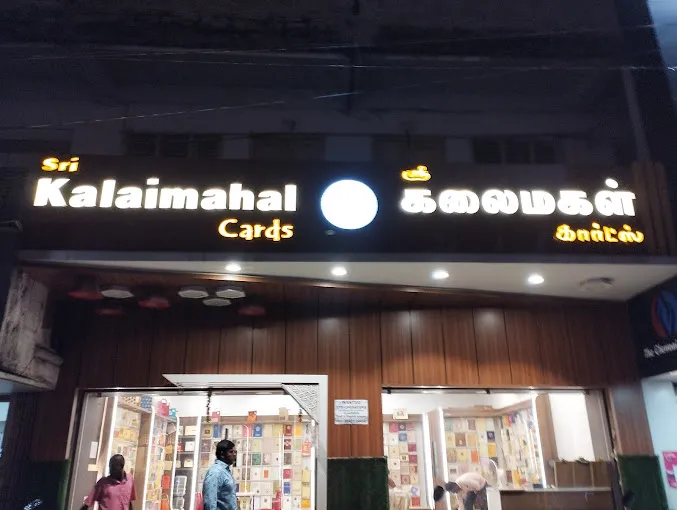 Sri
Kalaimahal
Cards
ஸ்ரீ
கலைமகள்
கார்ட்ஸ்